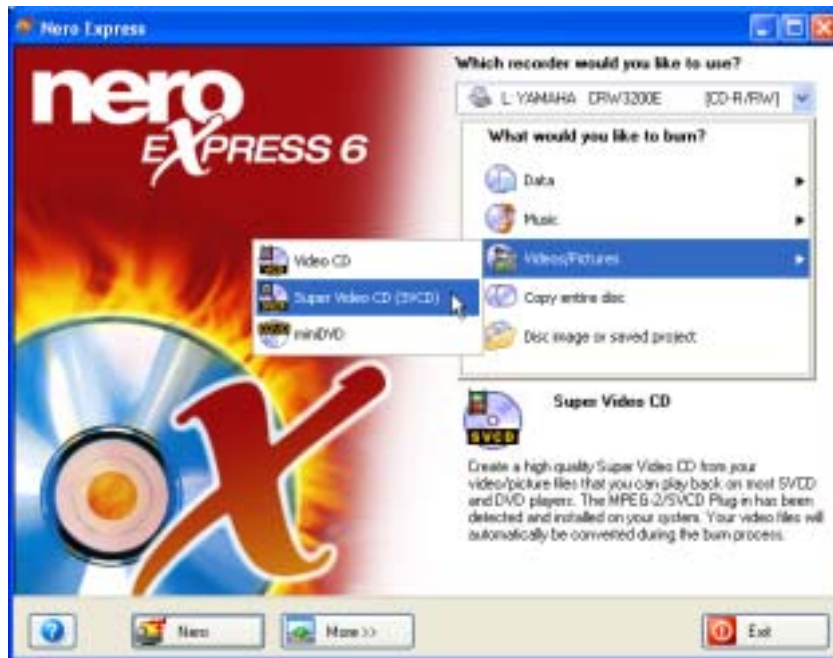 Nero Express
nero
EXPRESS 6
Which recorder would you like to use?
L: YAMAHA CRW3200E [CD-R/RW]
What would you like to burn?
Data
Music
Videos/Pictures
Copy entire disc
Disc image or saved project
Video CD
Super Video CD (SVCD)
miniDVD
SVCD
Super Video CD
Create a high quality Super Video CD from your
video/picture files that you can play back on most SVCD
and DVD players. The MPEG-2/SVCD Plug-in has been
detected and installed on your system. Your video files will
automatically be converted during the burn process.
Nero
More >>
Exit